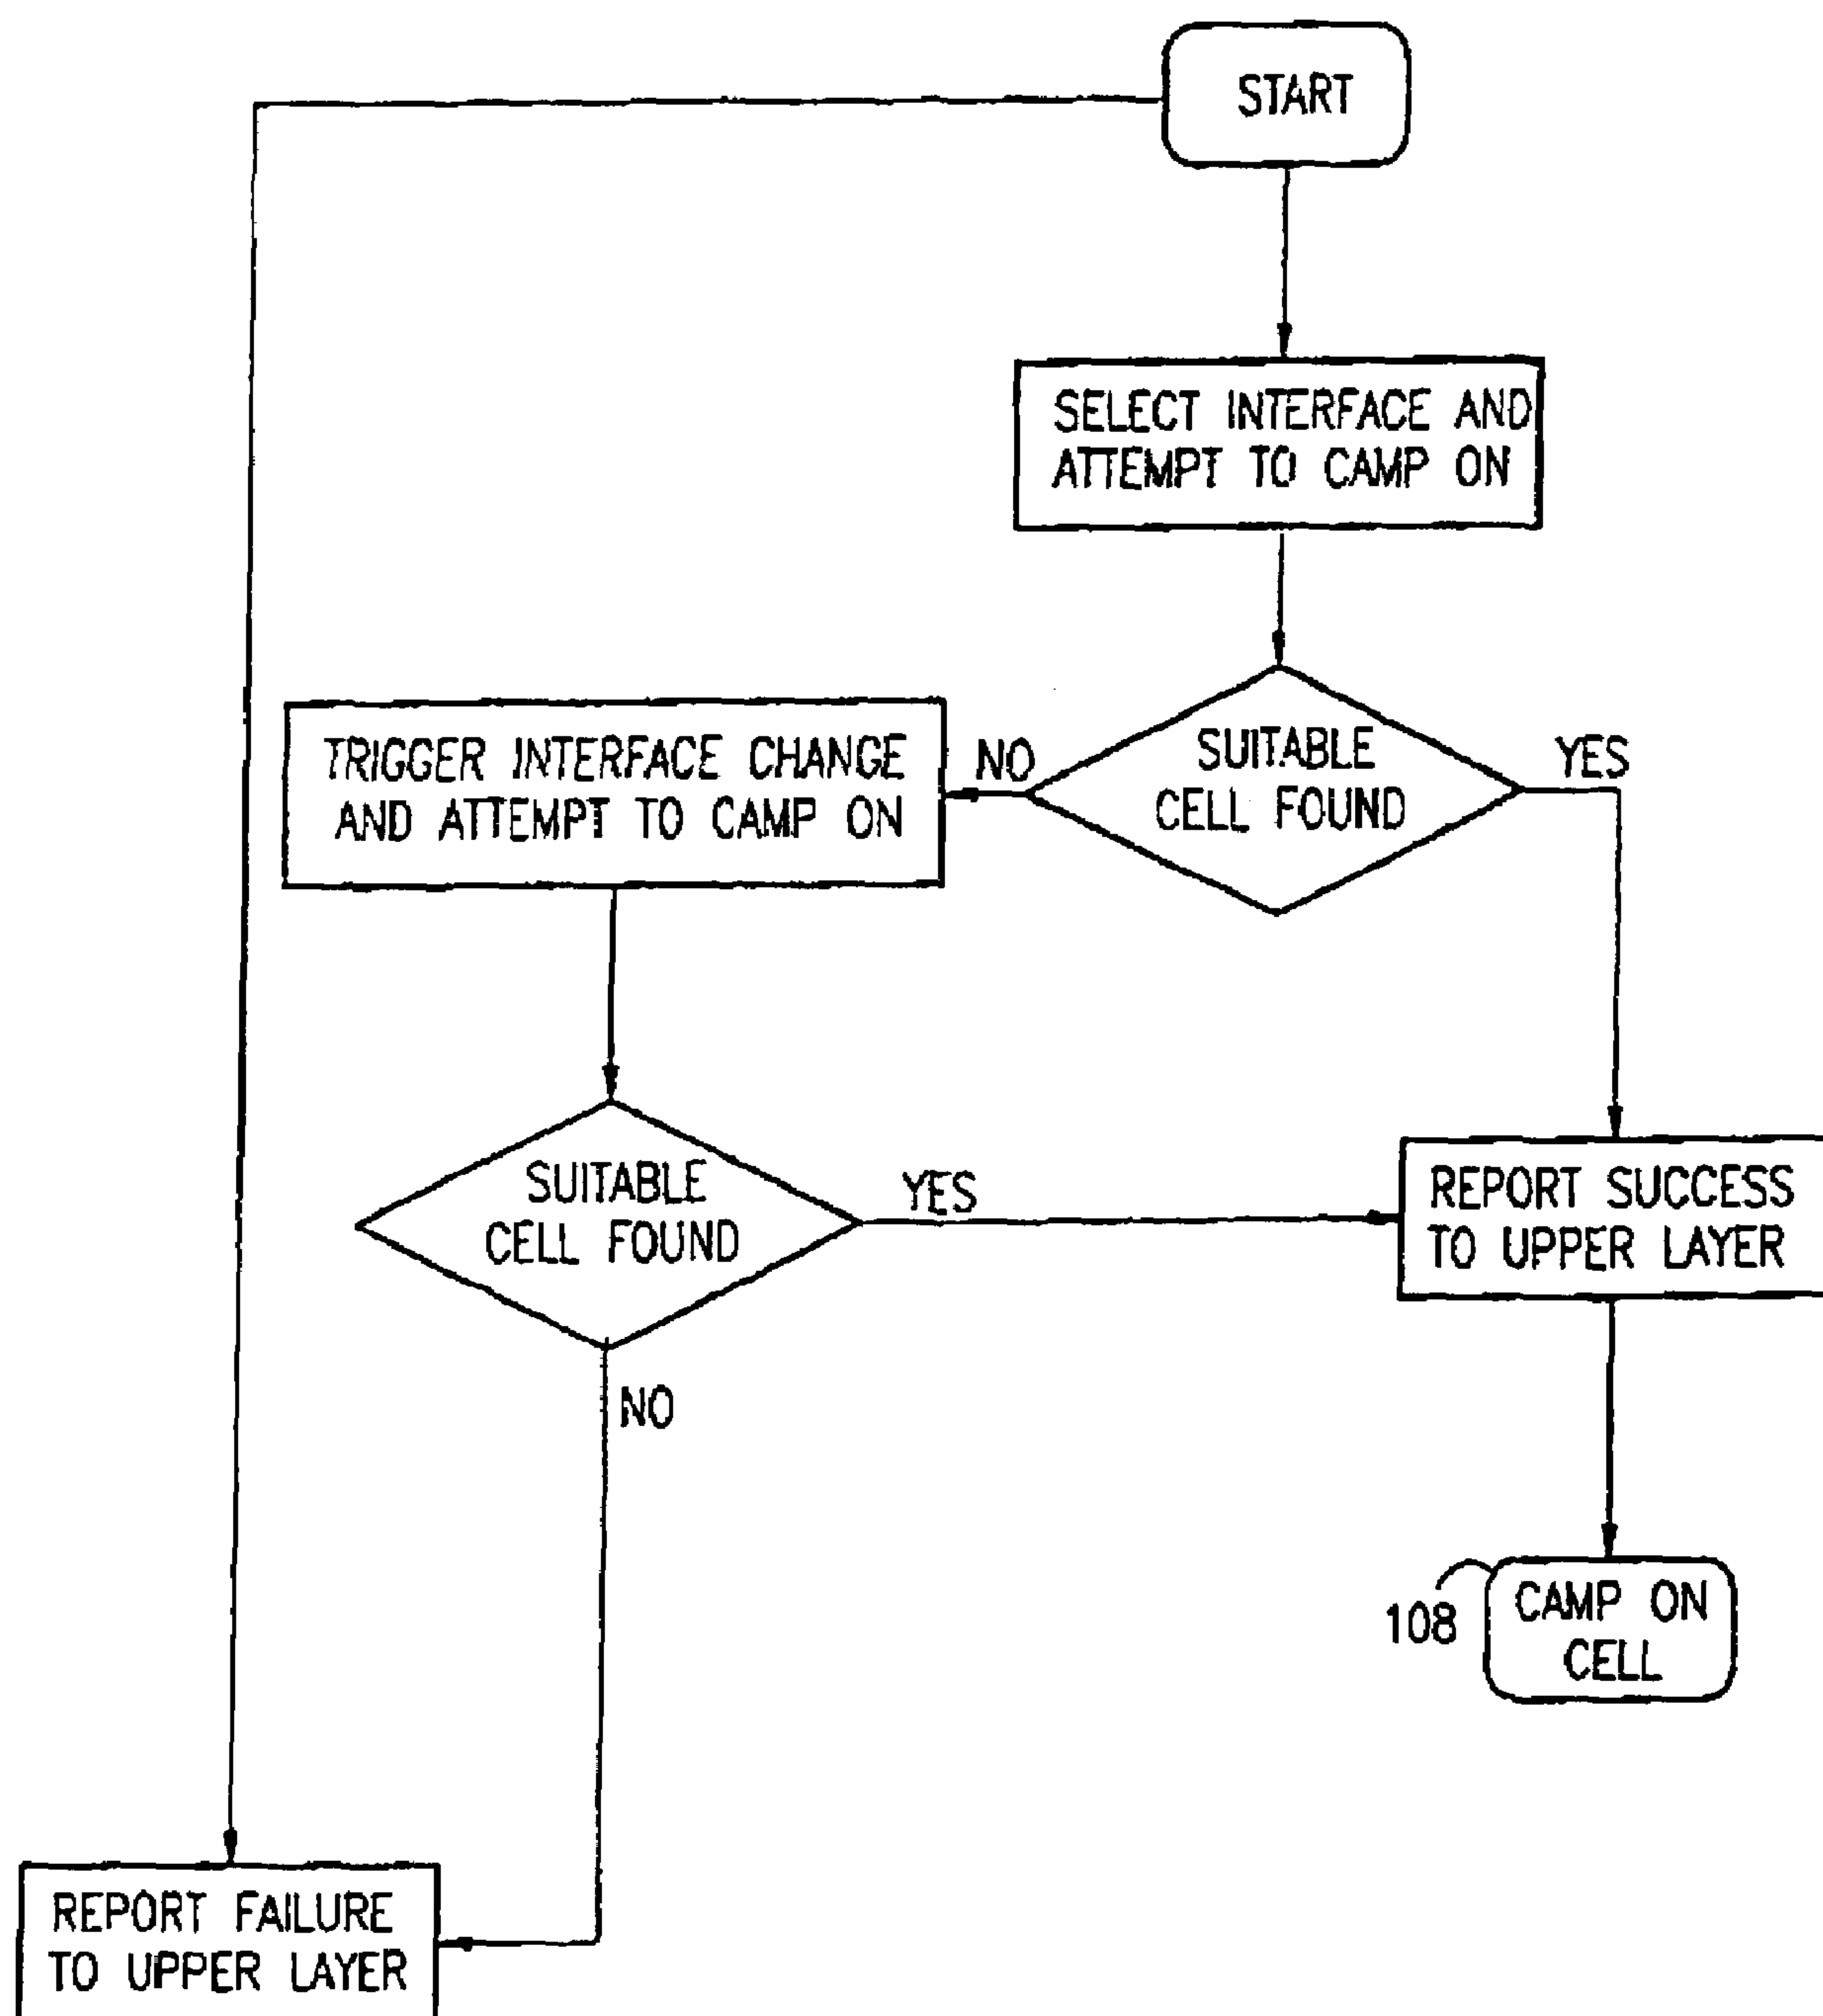 START
SELECT INTERFACE AND
ATTEMPT TO CAMP ON
SUITABLE
CELL FOUND
NO
YES
TRIGGER INTERFACE CHANGE
AND ATTEMPT TO CAMP ON
SUITABLE
CELL FOUND
YES
NO
REPORT SUCCESS
TO UPPER LAYER
108
CAMP ON
CELL
REPORT FAILURE
TO UPPER LAYER